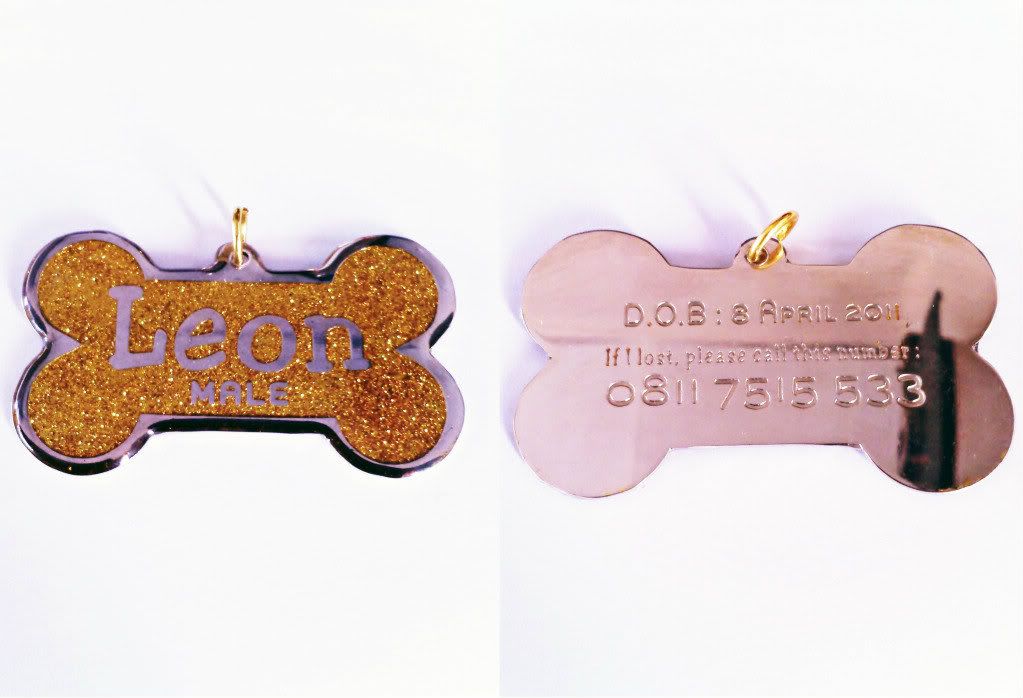 Leon
MALE
D.O.B : 8 APRIL 2011
If I lost, please call this number :
0811 7515 533